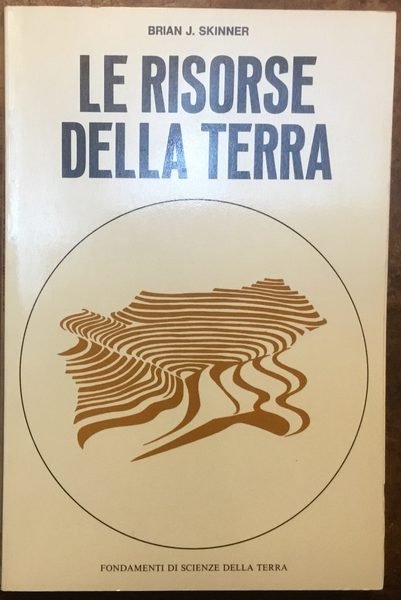 BRIAN J. SKINNER
LE RISORSE
DELLA TERRA
FONDAMENTI DI SCIENZE DELLA TERRA